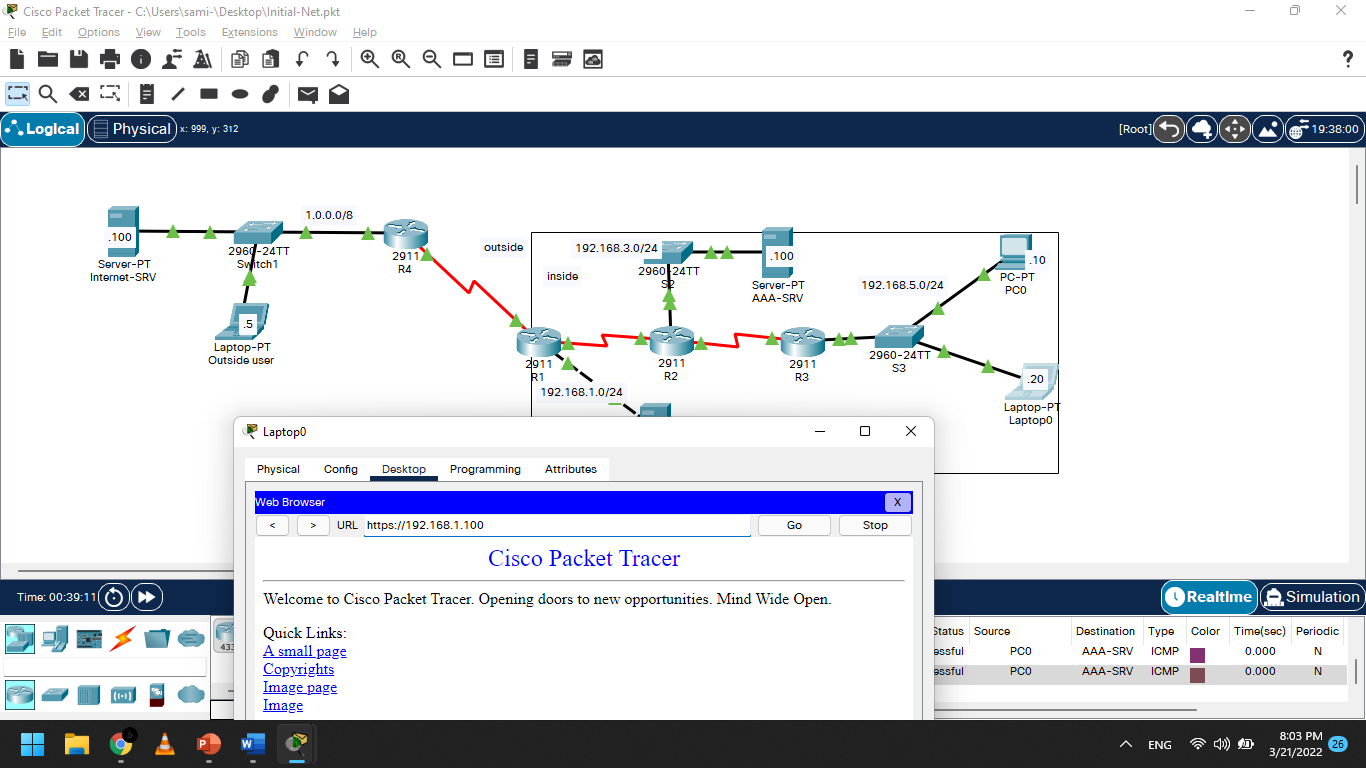 Cisco Packet Tracer - C:\Users\sami-\Desktop\Initial-Net.pkt
File Edit Options View Tools Extensions Window Help
?
Logical Physical x: 999, y: 312 [Root] 19:38:00
.100
Server-PT
Internet-SRV
2960-24TT
Switch1
.5
Laptop-PT
Outside user
1.0.0.0/8
2911
R4
outside
inside
192.168.3.0/24
2960-24TT
S2
.100
Server-PT
AAA-SRV
192.168.5.0/24
.10
PC-PT
PC0
2911
R1
2911
R2
2911
R3
2960-24TT
S3
.20
Laptop-PT
Laptop0
192.168.1.0/24
Laptop0
Physical Config Desktop Programming Attributes
Web Browser X
< > URL https://192.168.1.100 Go Stop
Cisco Packet Tracer
Welcome to Cisco Packet Tracer. Opening doors to new opportunities. Mind Wide Open.
Quick Links:
A small page
Copyrights
Image page
Image
Time: 00:39:11
Realtime Simulation
Status Source Destination Type Color Time(sec) Periodic
essful PC0 AAA-SRV ICMP 0.000 N
essful PC0 AAA-SRV ICMP 0.000 N
433
ENG
8:03 PM
3/21/2022
26